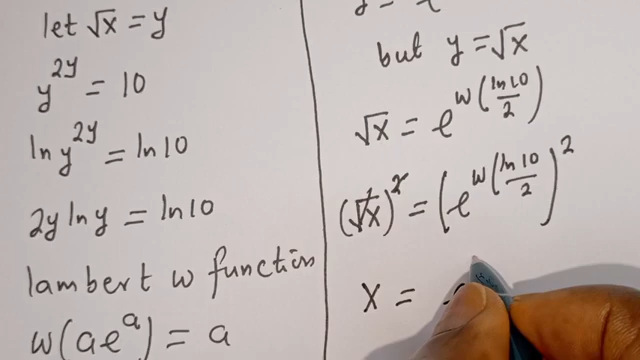 let √x = y
y^{2y} = 10
ln y^{2y} = ln 10
2y ln y = ln 10
lambert w function
w(ae^a) = a
but y = √x
√x = e^{w(ln10/2)}
(√x)^2 = (e^{w(ln10/2)})^2
x =